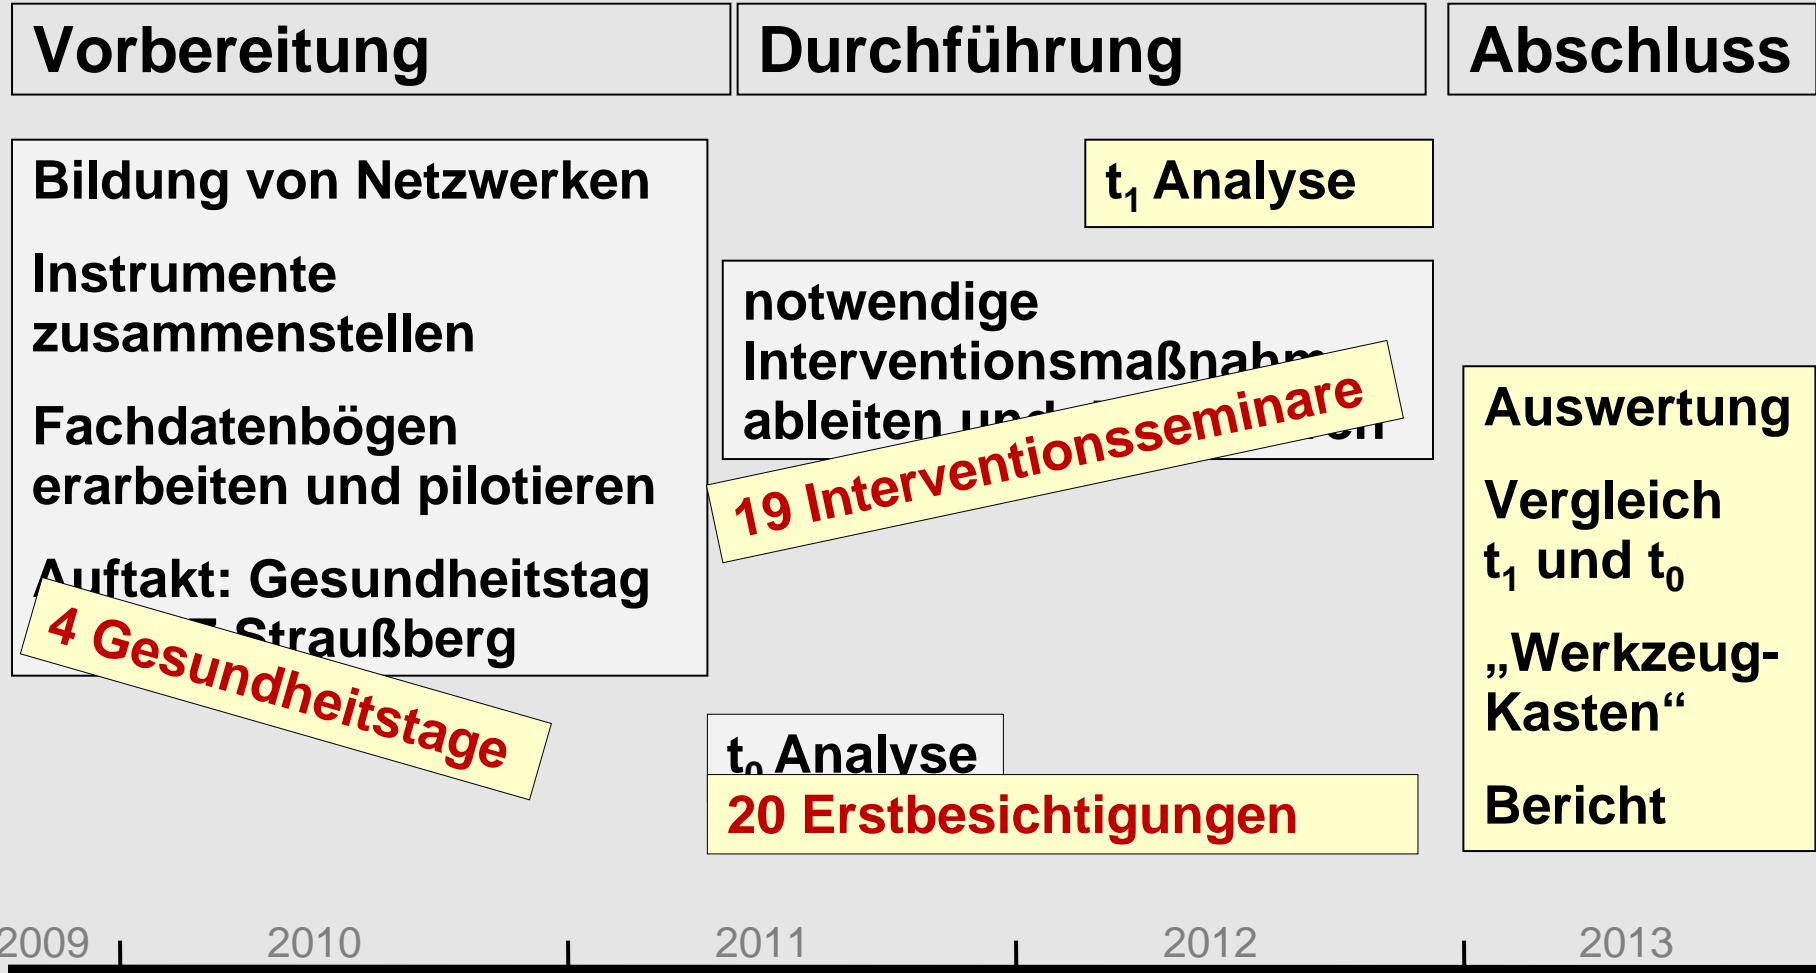 Vorbereitung
Durchführung
Abschluss
Bildung von Netzwerken
Instrumente
zusammenstellen
Fachdatenbögen
erarbeiten und pilotieren
Auftakt: Gesundheitstag
Straußberg
4 Gesundheitstage
t₁ Analyse
notwendige
ableiten und
19 Interventionsseminare
t₀ Analyse
20 Erstbesichtigungen
Auswertung
Vergleich
t₁ und t₀
„Werkzeug-
Kasten“
Bericht
2009
2010
2011
2012
2013